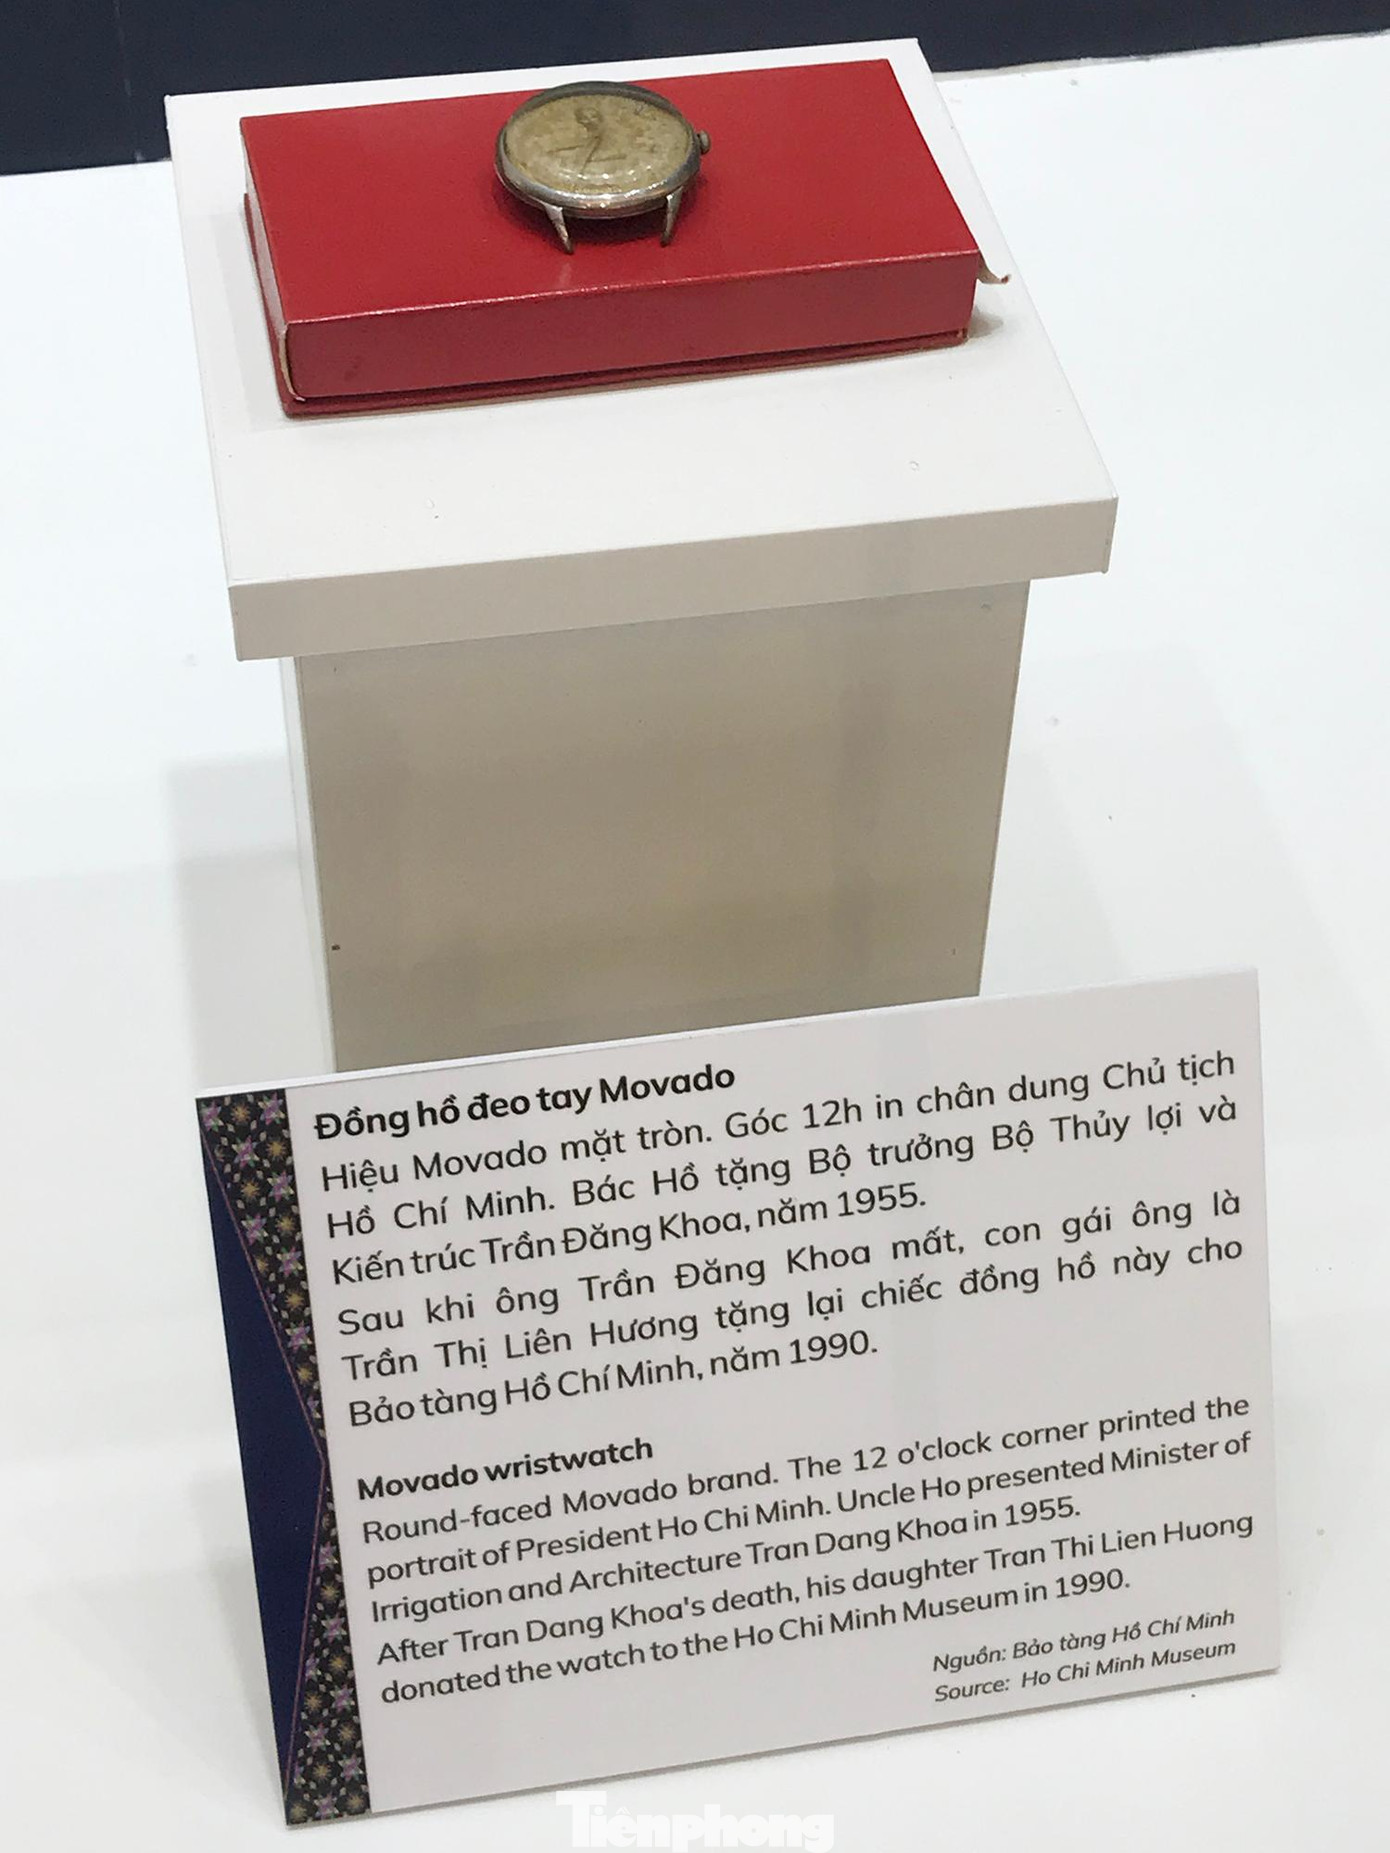 Đồng hồ đeo tay Movado
Hiệu Movado mặt tròn. Góc 12h in chân dung Chủ tịch
Hồ Chí Minh. Bác Hồ tặng Bộ trưởng Bộ Thủy lợi và
Kiến trúc Trần Đăng Khoa, năm 1955.
Sau khi ông Trần Đăng Khoa mất, con gái ông là
Trần Thị Liên Hương tặng lại chiếc đồng hồ này cho
Bảo tàng Hồ Chí Minh, năm 1990.
Movado wristwatch
Round-faced Movado brand. The 12 o'clock corner printed the
portrait of President Ho Chi Minh. Uncle Ho presented Minister of
Irrigation and Architecture Tran Dang Khoa in 1955.
After Tran Dang Khoa's death, his daughter Tran Thi Lien Huong
donated the watch to the Ho Chi Minh Museum in 1990.
Nguồn: Bảo tàng Hồ Chí Minh
Source: Ho Chi Minh Museum
Tiênphong